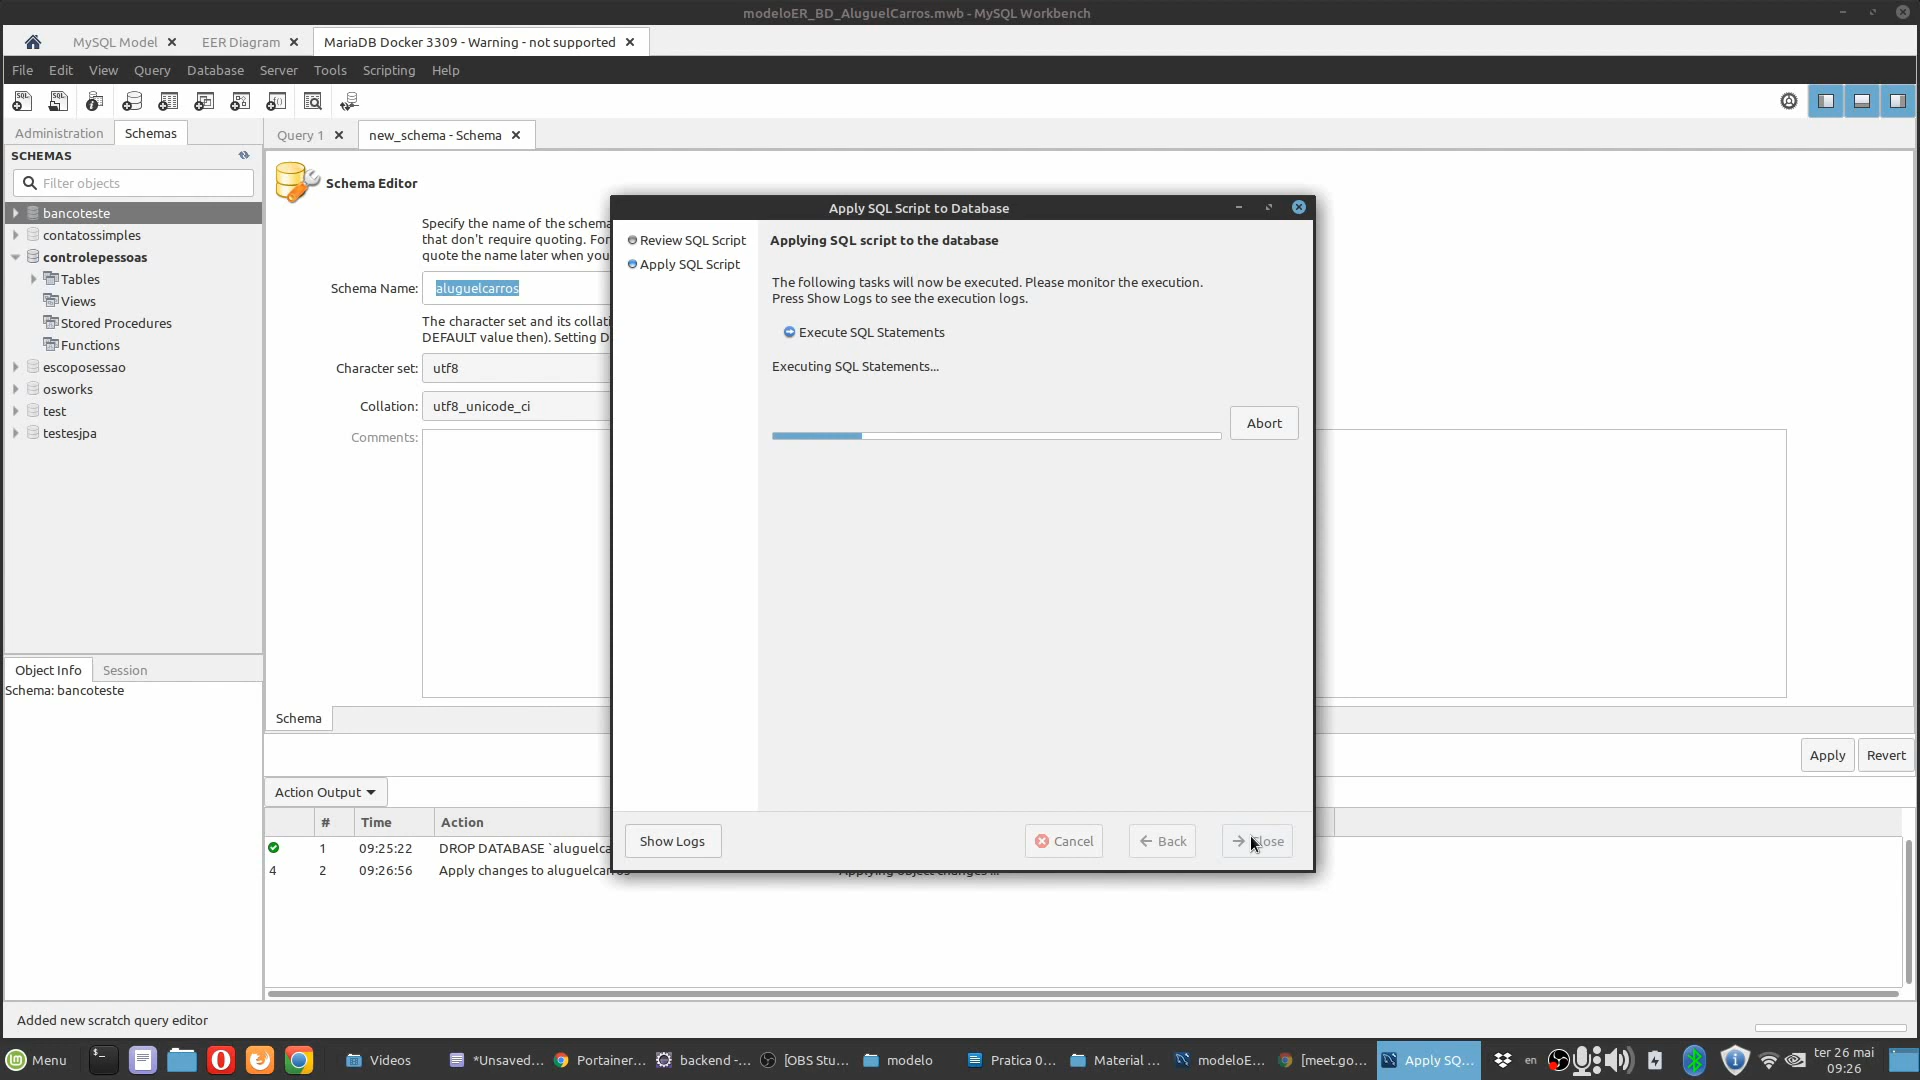 modeloER_BD_AluguelCarros.mwb - MySQL Workbench
MySQL Model
EER Diagram
MariaDB Docker 3309 - Warning - not supported
File
Edit
View
Query
Database
Server
Tools
Scripting
Help
Administration
Schemas
Query 1
new_schema - Schema
SCHEMAS
Filter objects
bancoteste
contatossimples
controlepessoas
Tables
Views
Stored Procedures
Functions
escoposessao
osworks
test
testesjpa
Object Info
Session
Schema: bancoteste
Schema Editor
Specify the name of the schema
that don't require quoting. For
quote the name later when you
Schema Name:
aluguelcarros
The character set and its collati
DEFAULT value then). Setting D
Character set:
utf8
Collation:
utf8_unicode_ci
Comments:
Schema
Apply
Revert
Apply SQL Script to Database
Review SQL Script
Apply SQL Script
Applying SQL script to the database
The following tasks will now be executed. Please monitor the execution.
Press Show Logs to see the execution logs.
Execute SQL Statements
Executing SQL Statements...
Abort
Show Logs
Cancel
Back
Close
Action Output
#
Time
Action
1
09:25:22
DROP DATABASE `aluguelca
4
2
09:26:56
Apply changes to aluguelcarros
Applying object changes ...
Added new scratch query editor
Menu
Videos
*Unsaved...
Portainer...
backend -...
[OBS Stu...
modelo
Pratica 0...
Material ...
modeloE...
[meet.go...
Apply SQ...
en
ter 26 mai
09:26